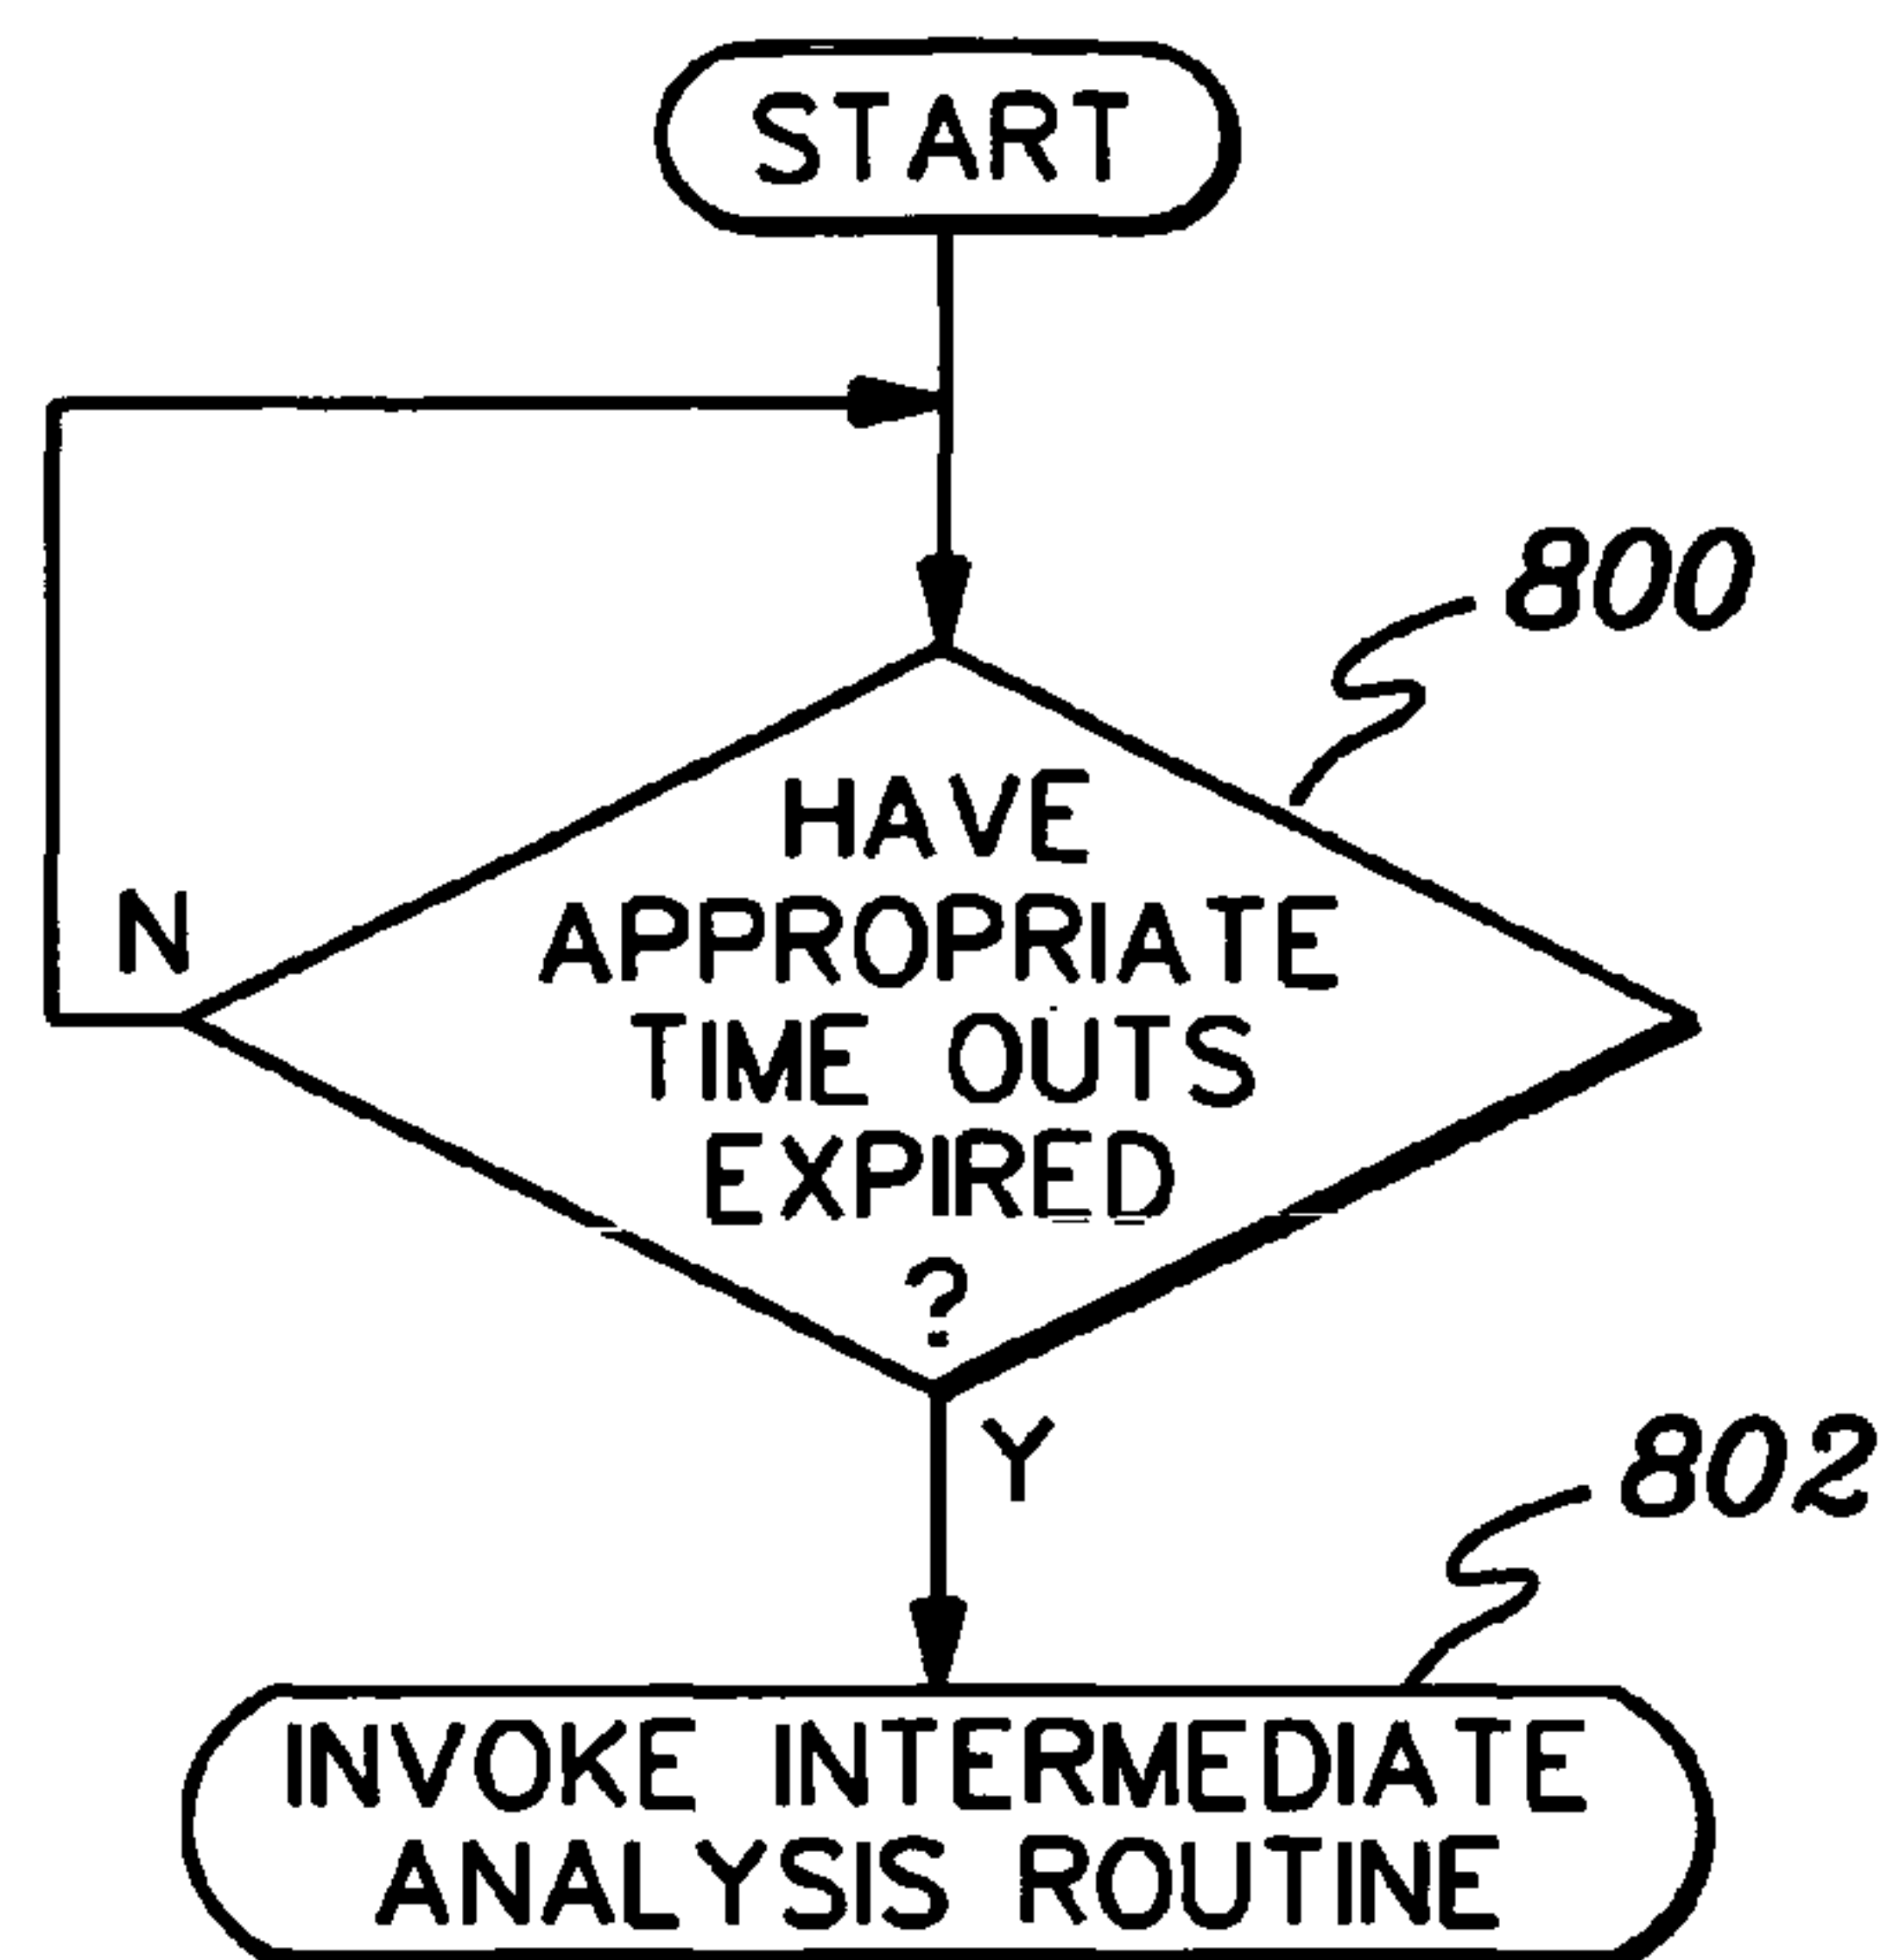 START
800
HAVE
APPROPRIATE
TIME OUTS
EXPIRED
?
N
Y
802
INVOKE INTERMEDIATE
ANALYSIS ROUTINE